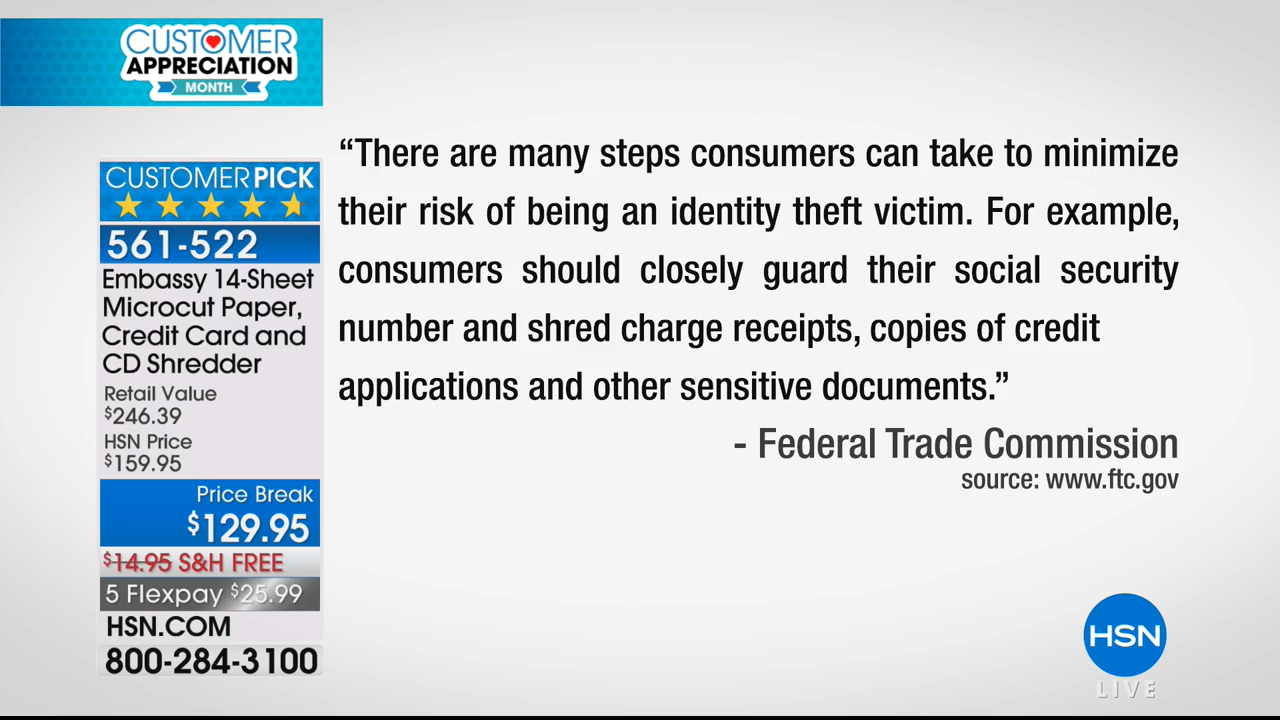 CUSTOMER
APPRECIATION
MONTH
CUSTOMER PICK
561-522
Embassy 14-Sheet
Microcut Paper,
Credit Card and
CD Shredder
Retail Value
$246.39
HSN Price
$159.95
Price Break
$129.95
$14.95 S&H FREE
5 Flexpay $25.99
HSN.COM
800-284-3100
“There are many steps consumers can take to minimize
their risk of being an identity theft victim. For example,
consumers should closely guard their social security
number and shred charge receipts, copies of credit
applications and other sensitive documents.”
- Federal Trade Commission
source: www.ftc.gov
HSN
LIVE